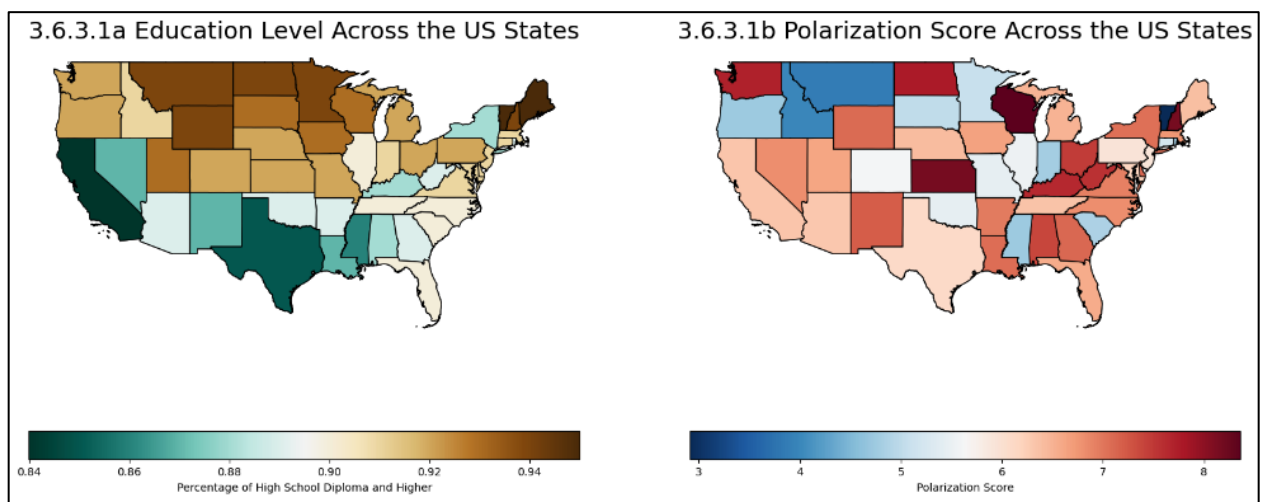 3.6.3.1a Education Level Across the US States
3.6.3.1b Polarization Score Across the US States
0.84 0.86 0.88 0.90 0.92 0.94
Percentage of High School Diploma and Higher
3 4 5 6 7 8
Polarization Score